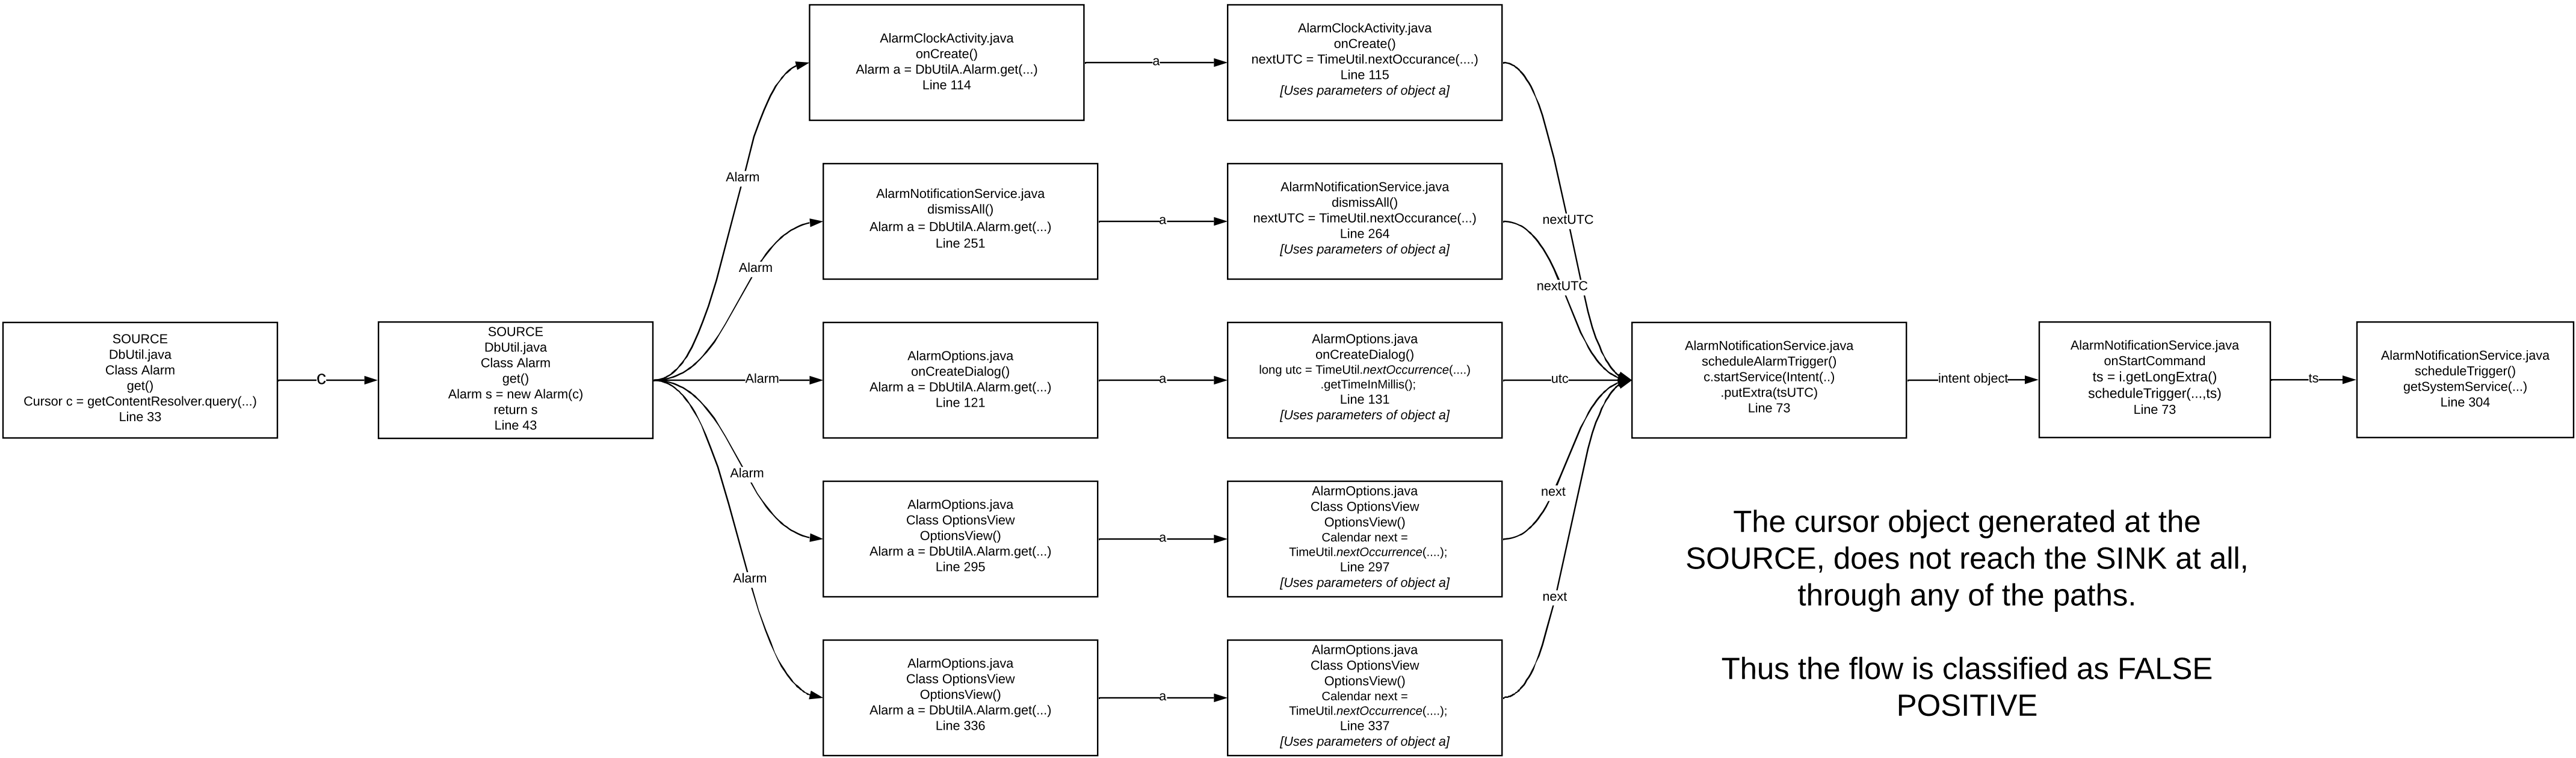 SOURCE
DbUtil.java
Class Alarm
get()
Cursor c = getContentResolver.query(...)
Line 33
c
SOURCE
DbUtil.java
Class Alarm
get()
Alarm s = new Alarm(c)
return s
Line 43
Alarm
Alarm
Alarm
Alarm
Alarm
AlarmClockActivity.java
onCreate()
Alarm a = DbUtilA.Alarm.get(...)
Line 114
a
AlarmClockActivity.java
onCreate()
nextUTC = TimeUtil.nextOccurance(....)
Line 115
[Uses parameters of object a]
nextUTC
AlarmNotificationService.java
dismissAll()
Alarm a = DbUtilA.Alarm.get(...)
Line 251
a
AlarmNotificationService.java
dismissAll()
nextUTC = TimeUtil.nextOccurance(...)
Line 264
[Uses parameters of object a]
nextUTC
AlarmOptions.java
onCreateDialog()
Alarm a = DbUtilA.Alarm.get(...)
Line 121
a
AlarmOptions.java
onCreateDialog()
long utc = TimeUtil.nextOccurrence(....)
.getTimeInMillis();
Line 131
[Uses parameters of object a]
utc
AlarmOptions.java
Class OptionsView
OptionsView()
Alarm a = DbUtilA.Alarm.get(...)
Line 295
a
AlarmOptions.java
Class OptionsView
OptionsView()
Calendar next =
TimeUtil.nextOccurrence(....);
Line 297
[Uses parameters of object a]
next
AlarmOptions.java
Class OptionsView
OptionsView()
Alarm a = DbUtilA.Alarm.get(...)
Line 336
a
AlarmOptions.java
Class OptionsView
OptionsView()
Calendar next =
TimeUtil.nextOccurrence(....);
Line 337
[Uses parameters of object a]
next
AlarmNotificationService.java
scheduleAlarmTrigger()
c.startService(Intent(..)
.putExtra(tsUTC)
Line 73
intent object
AlarmNotificationService.java
onStartCommand
ts = i.getLongExtra()
scheduleTrigger(...,ts)
Line 73
ts
AlarmNotificationService.java
scheduleTrigger()
getSystemService(...)
Line 304
The cursor object generated at the
SOURCE, does not reach the SINK at all,
through any of the paths.
Thus the flow is classified as FALSE
POSITIVE